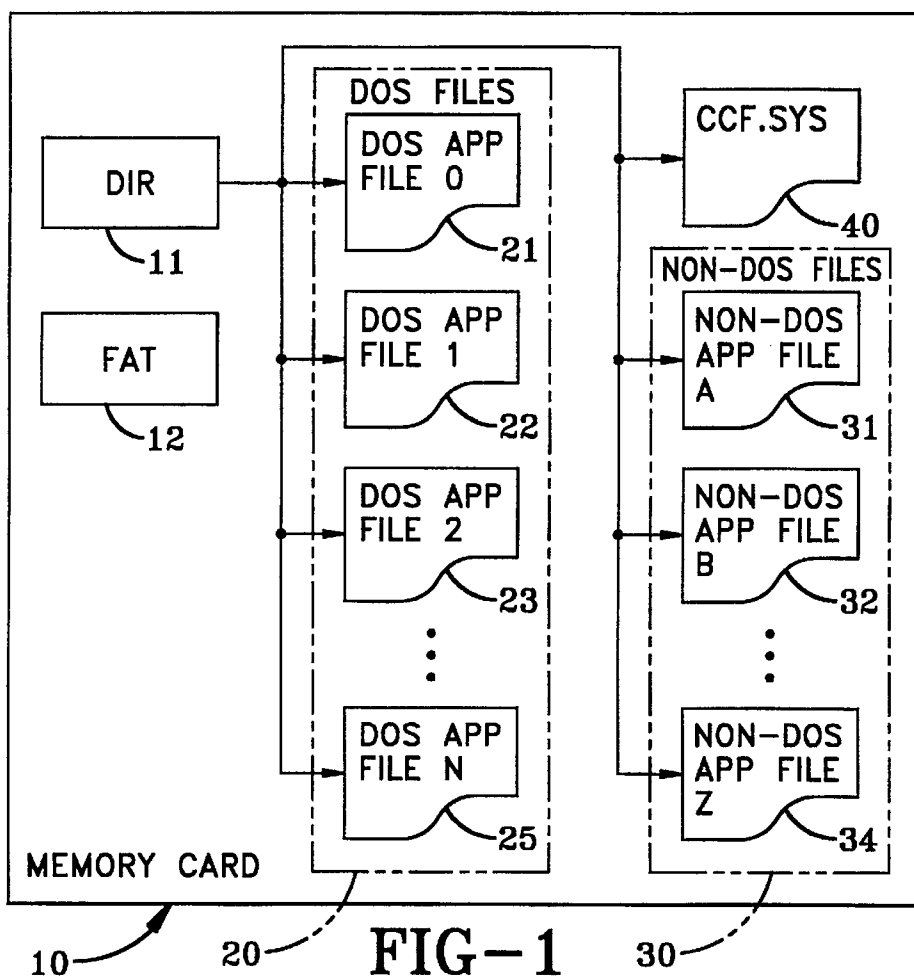 DIR
11
FAT
12
DOS FILES
DOS APP
FILE 0
21
DOS APP
FILE 1
22
DOS APP
FILE 2
23
DOS APP
FILE N
25
CCF.SYS
40
NON-DOS FILES
NON-DOS
APP FILE
A
31
NON-DOS
APP FILE
B
32
NON-DOS
APP FILE
Z
34
MEMORY CARD
10
20
30
FIG-1